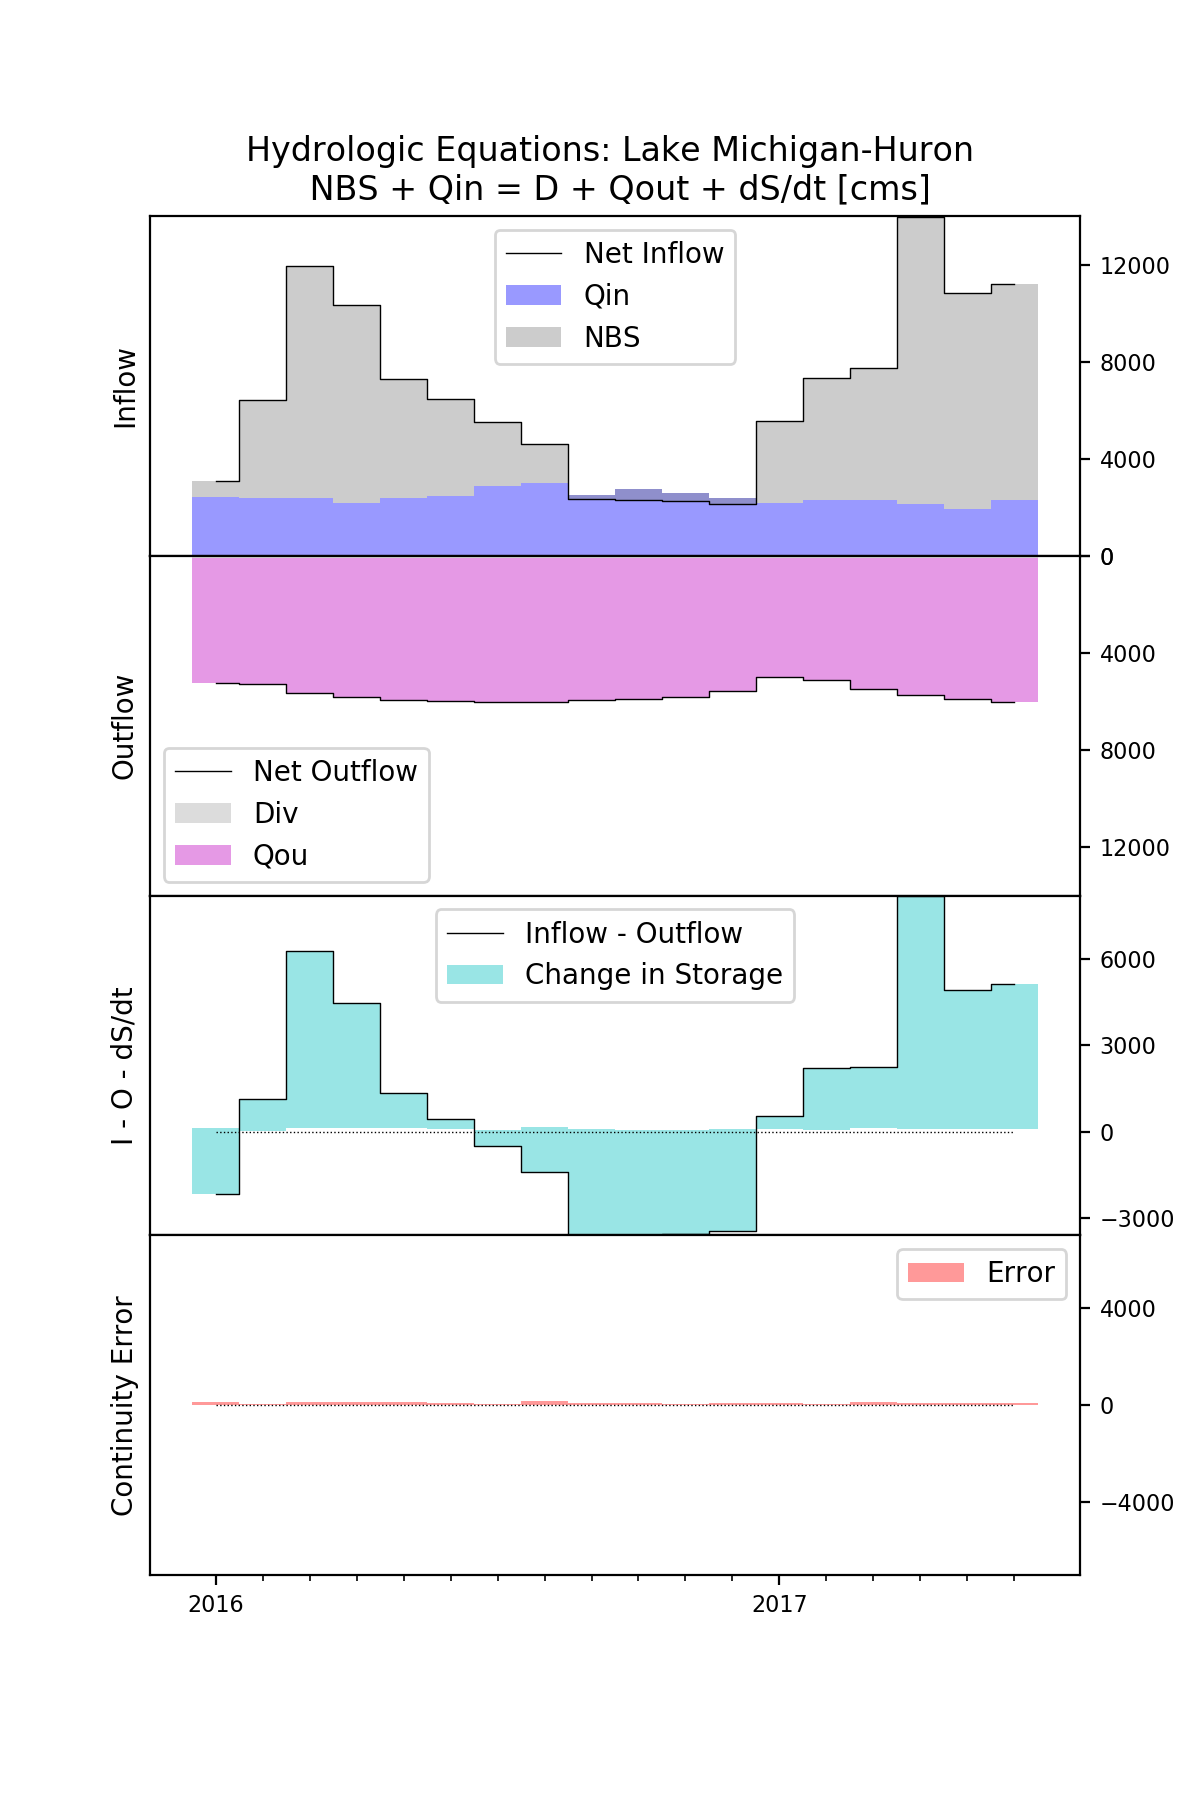 Hydrologic Equations: Lake Michigan-Huron
NBS + Qin = D + Qout + dS/dt [cms]
Inflow
Net Inflow
Qin
NBS
12000
8000
4000
0
Outflow
Net Outflow
Div
Qou
4000
8000
12000
I - O - dS/dt
Inflow - Outflow
Change in Storage
6000
3000
0
−3000
Continuity Error
Error
4000
0
−4000
2016
2017